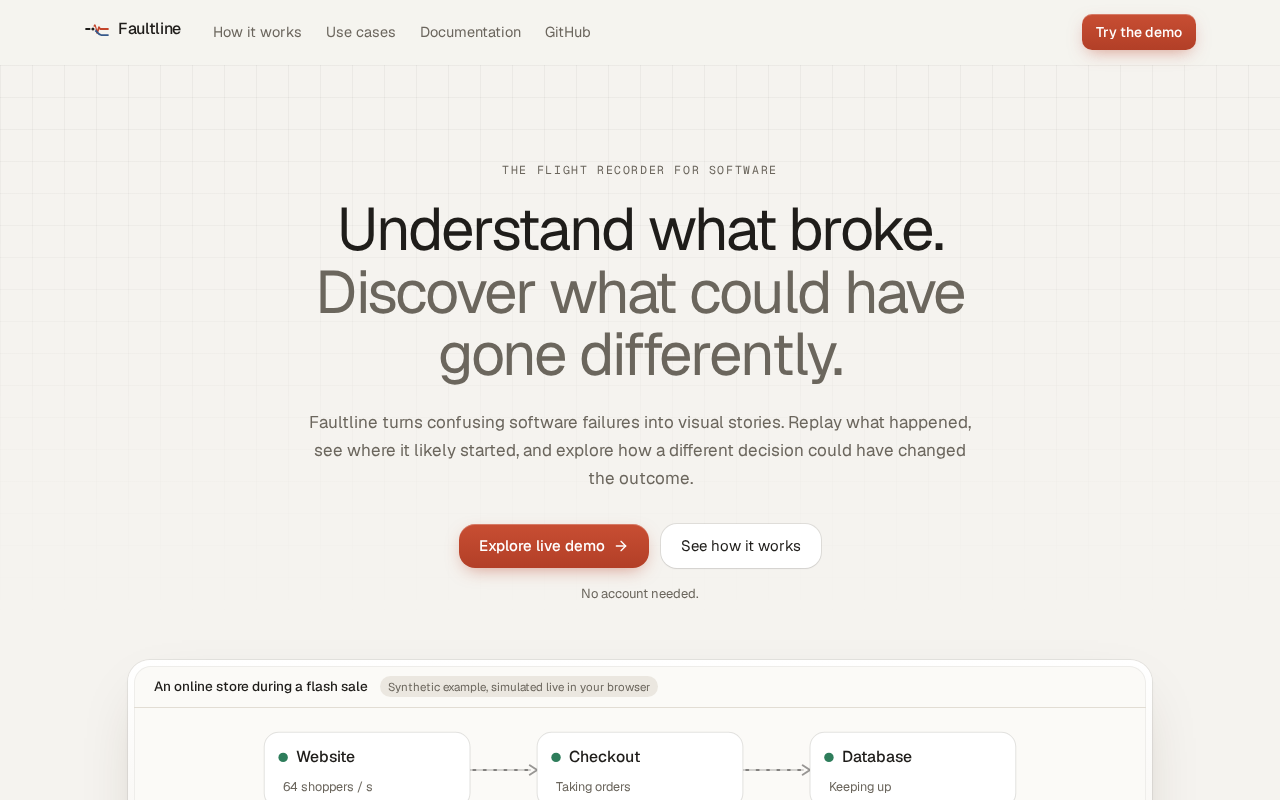 Faultline
How it works
Use cases
Documentation
GitHub
Try the demo
THE FLIGHT RECORDER FOR SOFTWARE
Understand what broke.
Discover what could have
gone differently.
Faultline turns confusing software failures into visual stories. Replay what happened,
see where it likely started, and explore how a different decision could have changed
the outcome.
Explore live demo →
See how it works
No account needed.
An online store during a flash sale
Synthetic example, simulated live in your browser
Website
64 shoppers / s
Checkout
Taking orders
Database
Keeping up